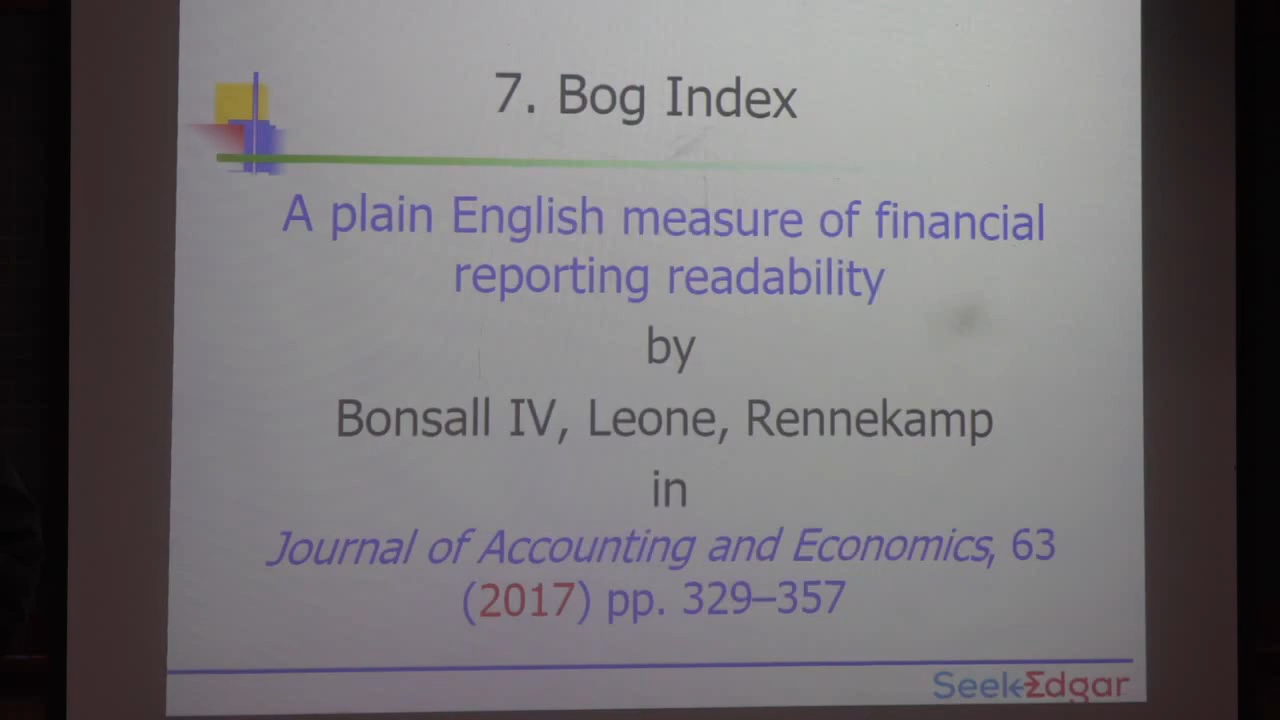 7. Bog Index
A plain English measure of financial
reporting readability
by
Bonsall IV, Leone, Rennekamp
in
Journal of Accounting and Economics, 63
(2017) pp. 329–357
SeekEdgar